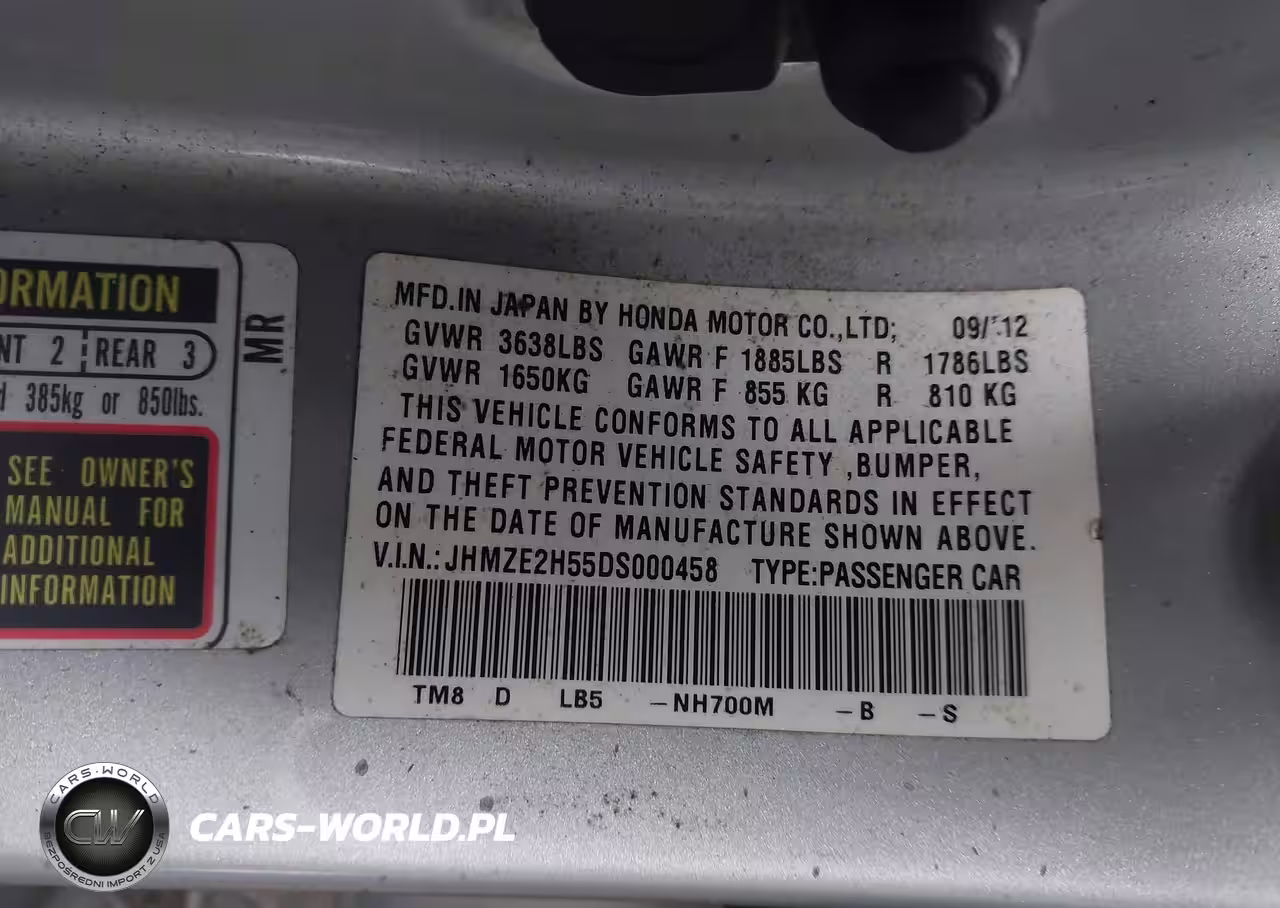 ORMATION
NT 2 REAR 3
385kg or 850lbs.
SEE OWNER'S
MANUAL FOR
ADDITIONAL
INFORMATION
MR
MFD.IN JAPAN BY HONDA MOTOR CO.,LTD; 09/12
GVWR 3638LBS GAWR F 1885LBS R 1786LBS
GVWR 1650KG GAWR F 855 KG R 810 KG
THIS VEHICLE CONFORMS TO ALL APPLICABLE
FEDERAL MOTOR VEHICLE SAFETY ,BUMPER,
AND THEFT PREVENTION STANDARDS IN EFFECT
ON THE DATE OF MANUFACTURE SHOWN ABOVE.
V.I.N.: JHMZE2H55DS000458 TYPE:PASSENGER CAR
TM8 D LB5 -NH700M -B -S
CARS-WORLD
CW
BEZPOŚREDNI IMPORT Z USA
CARS-WORLD.PL